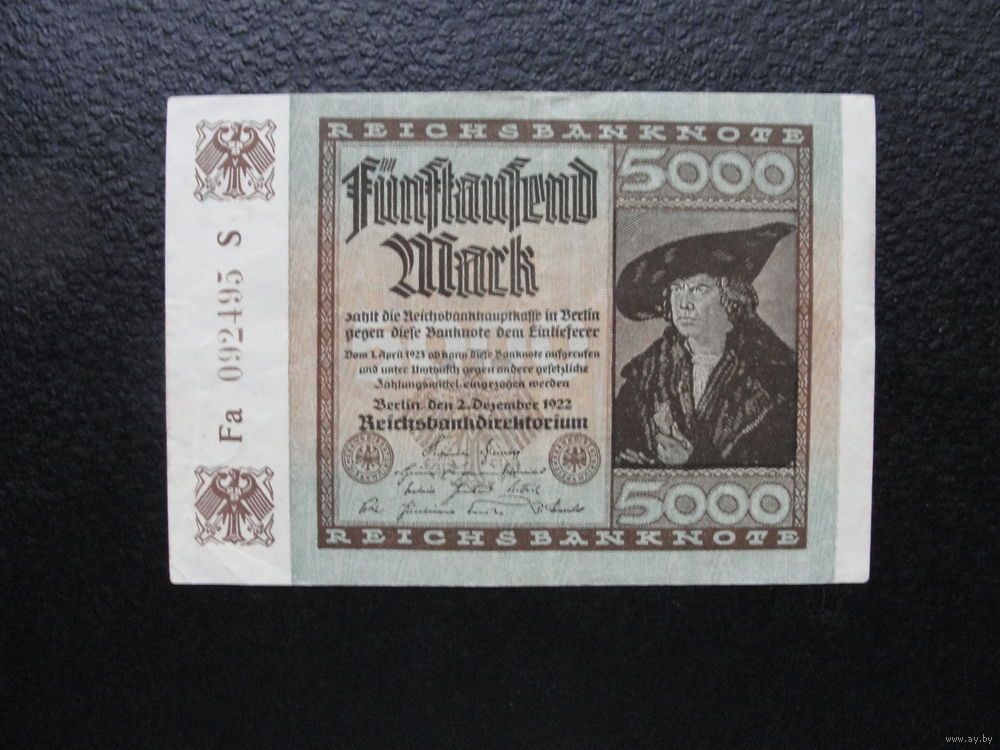 REICHSBANKNOTE
5000
Fünftausend
Mark
zahlt die Reichsbankhauptkasse in Berlin
gegen diese Banknote dem Einlieferer
Vom 1. April 1923 ab kann diese Banknote aufgerufen
und unter Umtausch gegen andere gesetzliche
Zahlungsmittel eingezogen werden
Berlin, den 2. Dezember 1922
Reichsbankdirektorium
5000
REICHSBANKNOTE
Fa 092495 S
www.ay.by